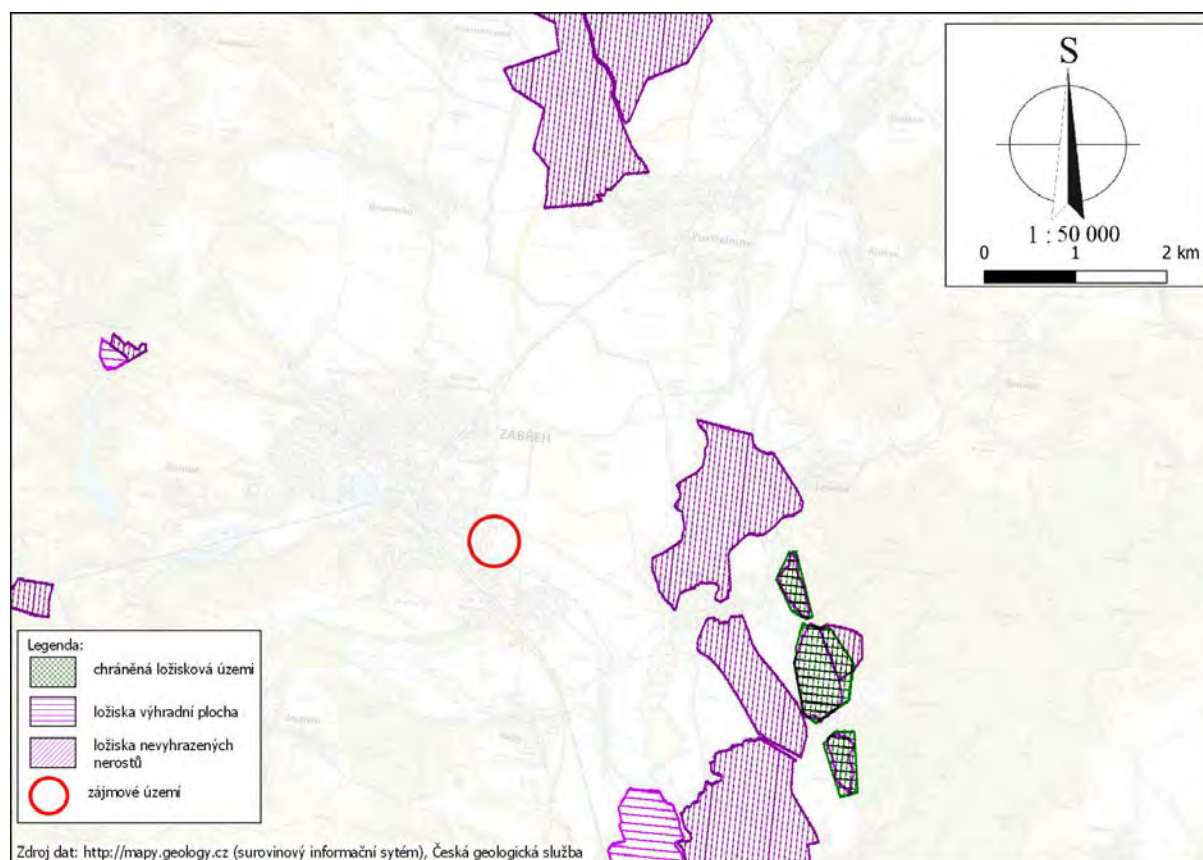 S
1 : 50 000
0 1 2 km
ZÁBŘEH
Legenda:
chráněná ložisková území
ložiska výhradní plocha
ložiska nevyhrazených
nerostů
zájmové území
Zdroj dat: http://mapy.geology.cz (surovinový informační sytém), Česká geologická služba